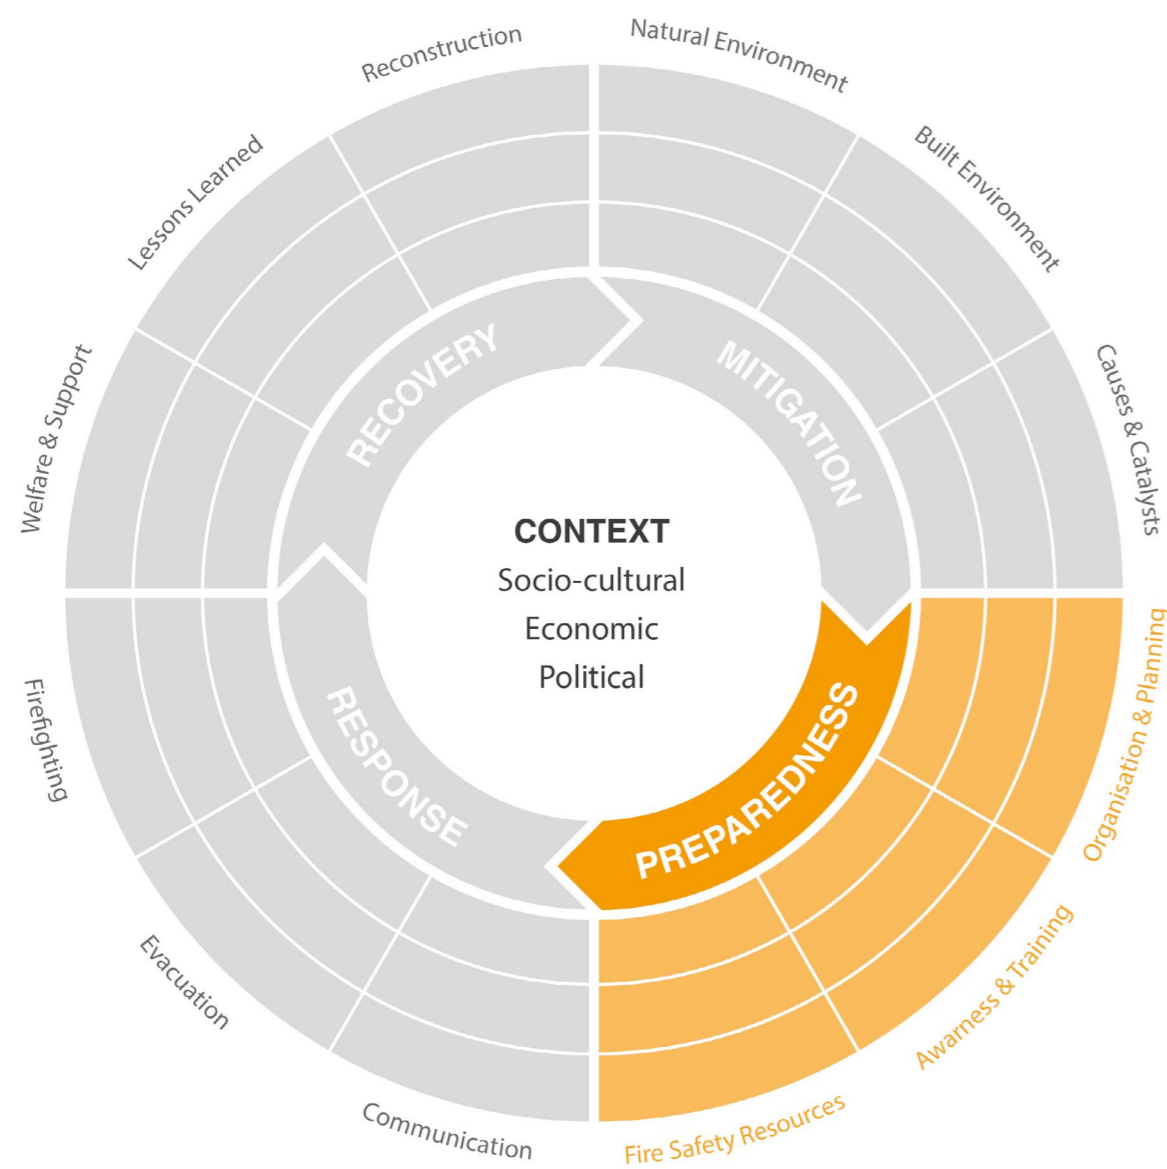 Natural Environment
Built Environment
Causes & Catalysts
Organisation & Planning
Awarness & Training
Fire Safety Resources
Communication
Evacuation
Firefighting
Welfare & Support
Lessons Learned
Reconstruction
MITIGATION
PREPAREDNESS
RESPONSE
RECOVERY
CONTEXT
Socio-cultural
Economic
Political